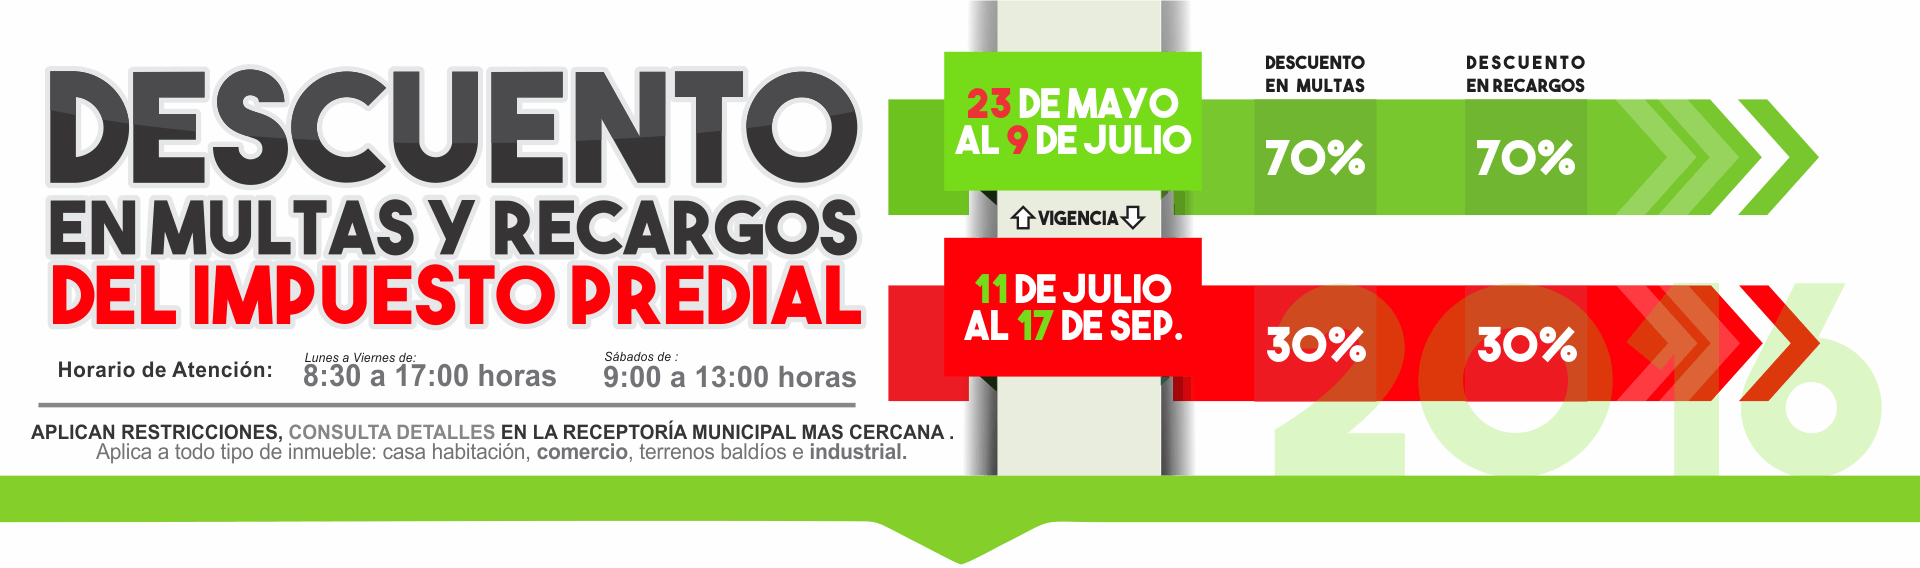 DESCUENTO
EN MULTAS Y RECARGOS
DEL IMPUESTO PREDIAL
Horario de Atención:
Lunes a Viernes de:
8:30 a 17:00 horas
Sábados de :
9:00 a 13:00 horas
APLICAN RESTRICCIONES, CONSULTA DETALLES EN LA RECEPTORÍA MUNICIPAL MAS CERCANA .
Aplica a todo tipo de inmueble: casa habitación, comercio, terrenos baldíos e industrial.
23 DE MAYO
AL 9 DE JULIO
DESCUENTO
EN MULTAS
70%
DESCUENTO
EN RECARGOS
70%
VIGENCIA
11 DE JULIO
AL 17 DE SEP.
30%
30%
2016